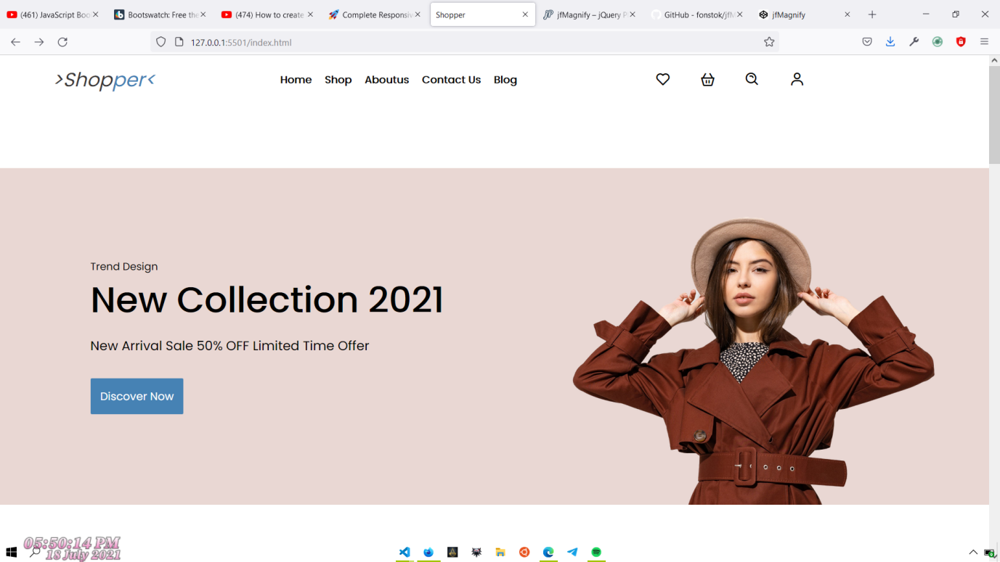 (461) JavaScript Boo
Bootswatch: Free the
(474) How to create
Complete Responsiv
Shopper
jfMagnify – jQuery P
GitHub - fonstok/jfM
jfMagnify
127.0.0.1:5501/index.html
>Shopper<
Home Shop Aboutus Contact Us Blog
Trend Design
New Collection 2021
New Arrival Sale 50% OFF Limited Time Offer
Discover Now
05:50:14 PM
18 July 2021